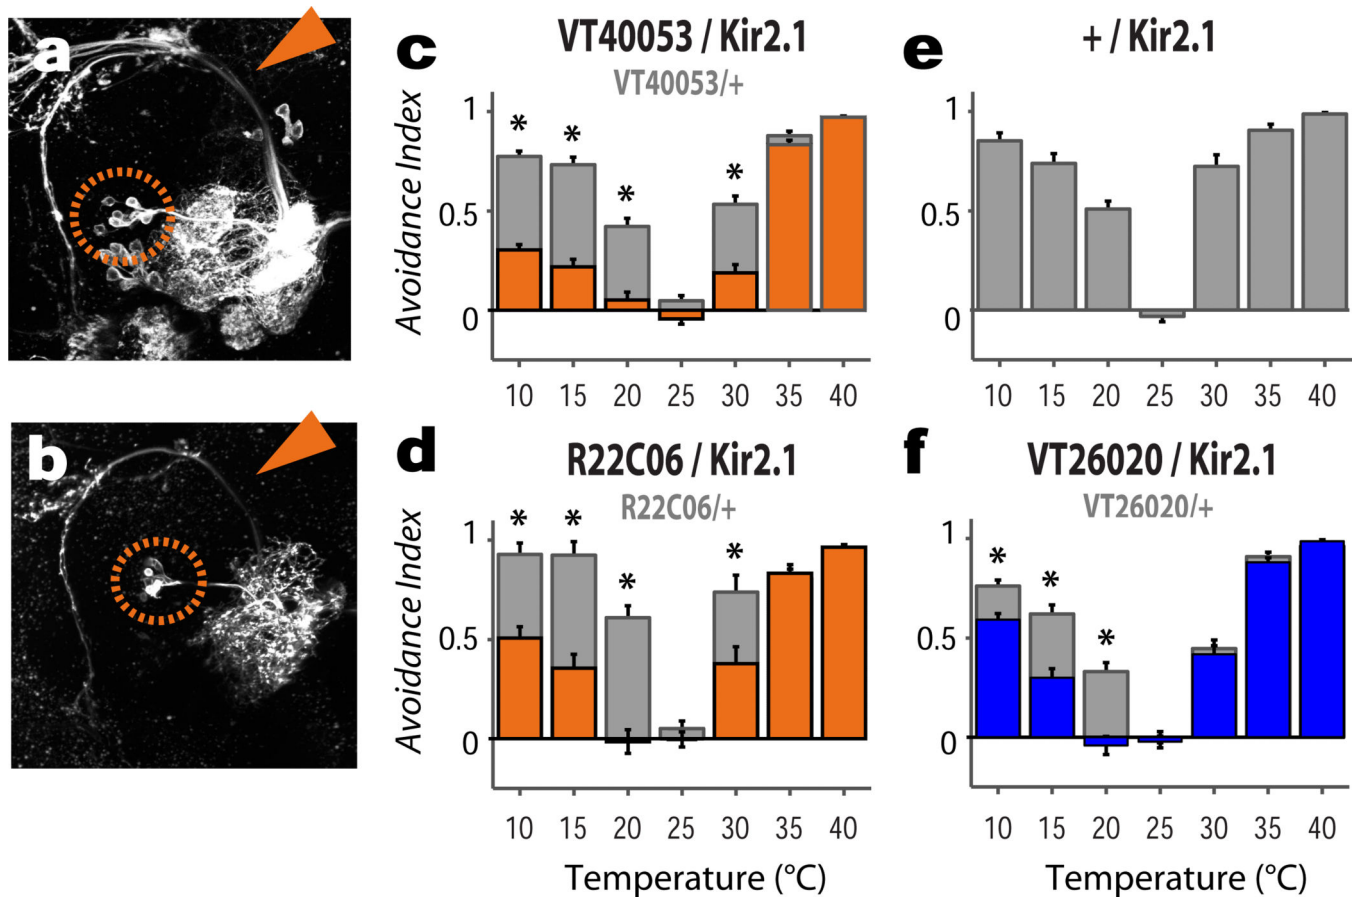 a
b
c
VT40053 / Kir2.1
VT40053/+
Avoidance Index
1
0.5
0
* * * *
10 15 20 25 30 35 40
e
+ / Kir2.1
1
0.5
0
10 15 20 25 30 35 40
d
R22C06 / Kir2.1
R22C06/+
Avoidance Index
1
0.5
0
* * * *
10 15 20 25 30 35 40
Temperature (°C)
f
VT26020 / Kir2.1
VT26020/+
1
0.5
0
* * *
10 15 20 25 30 35 40
Temperature (°C)